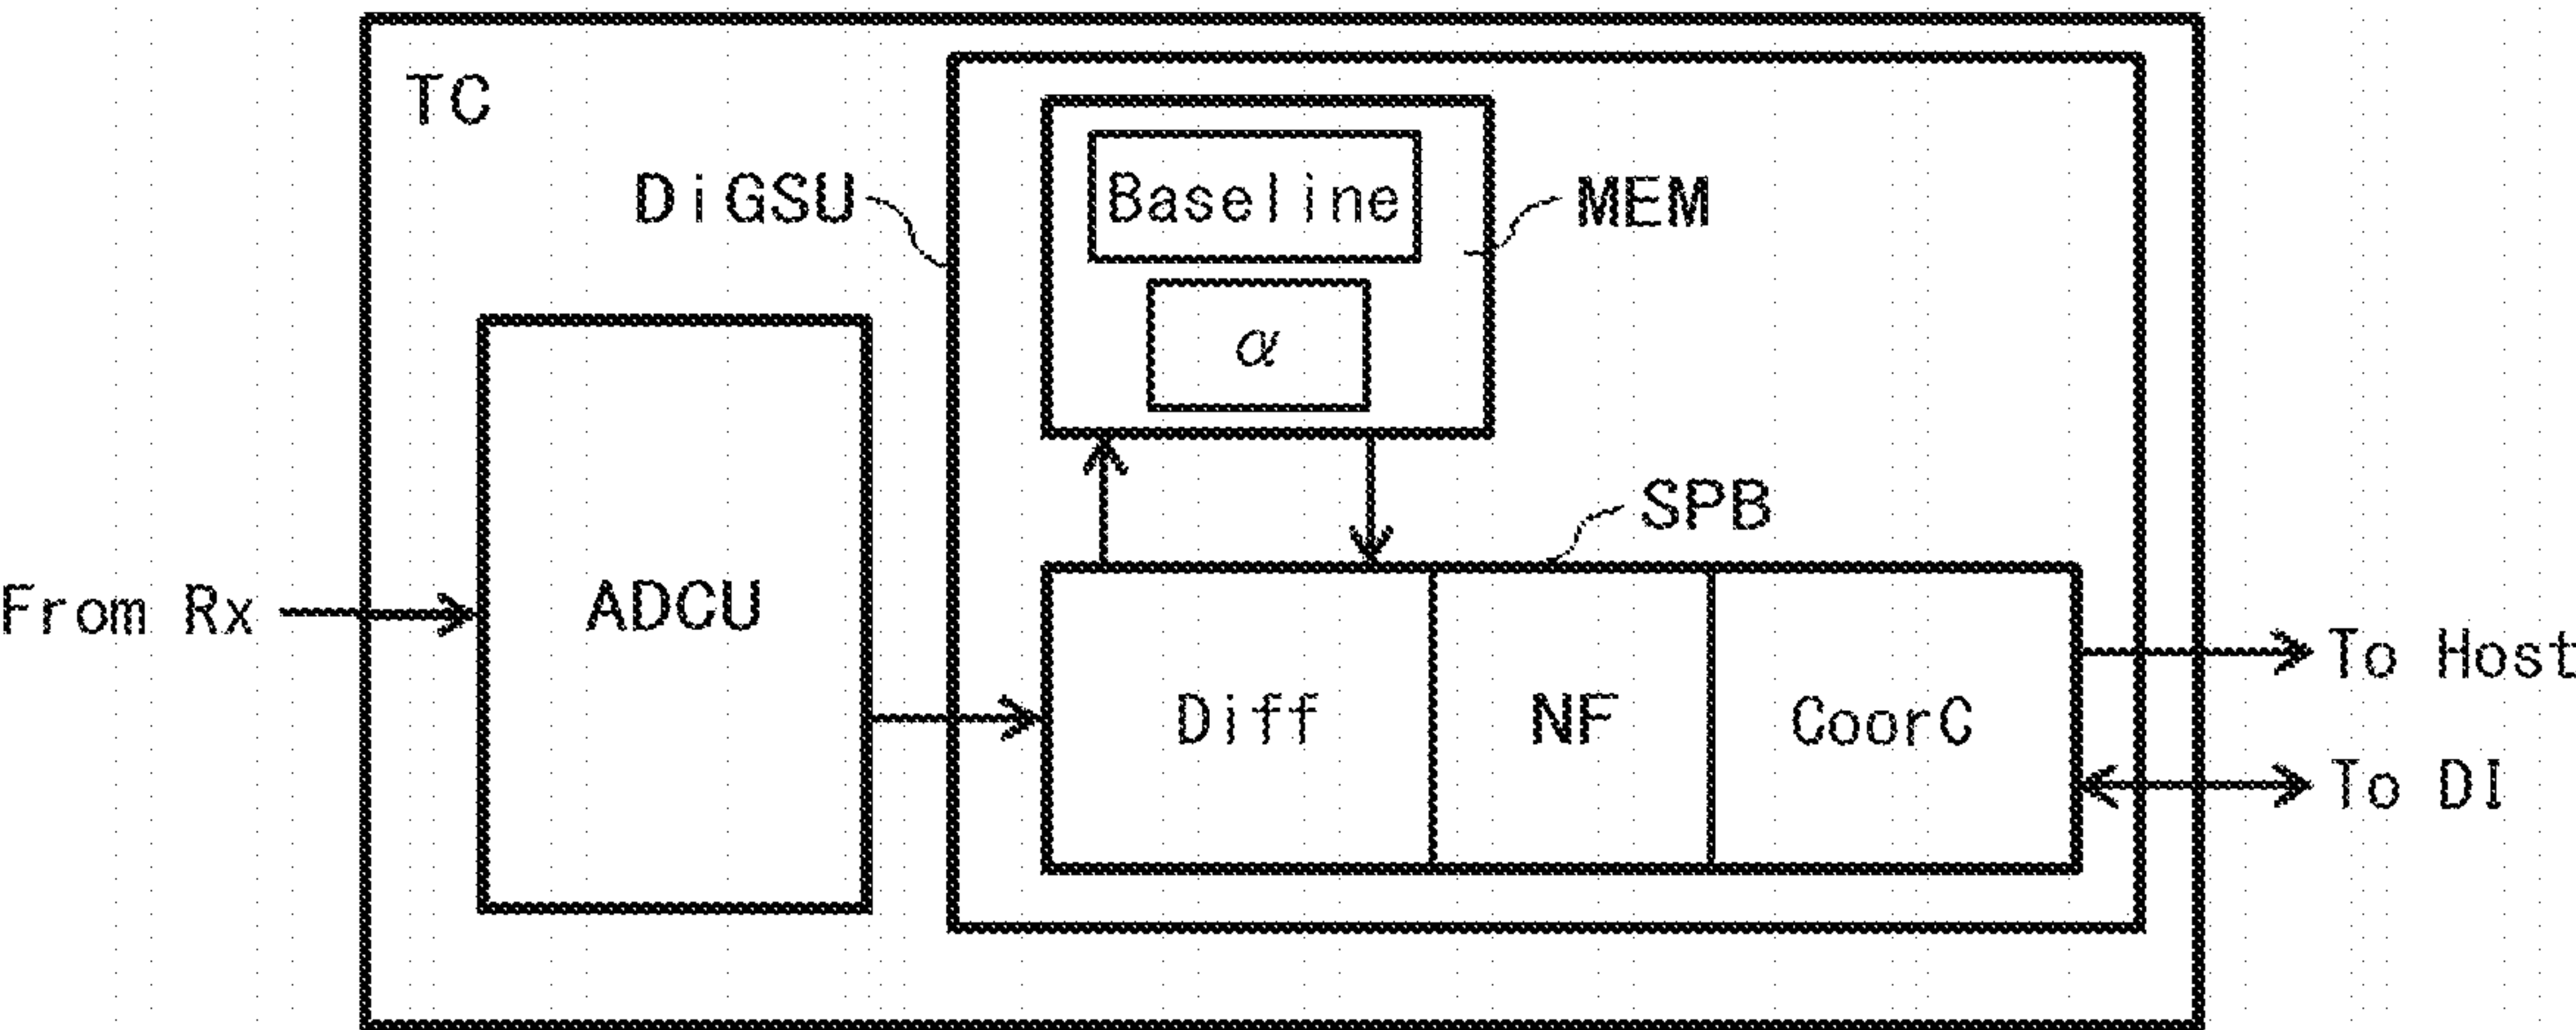 TC
DiGSU
Baseline
MEM
α
SPB
From Rx
ADCU
Diff
NF
CoorC
To Host
To DI